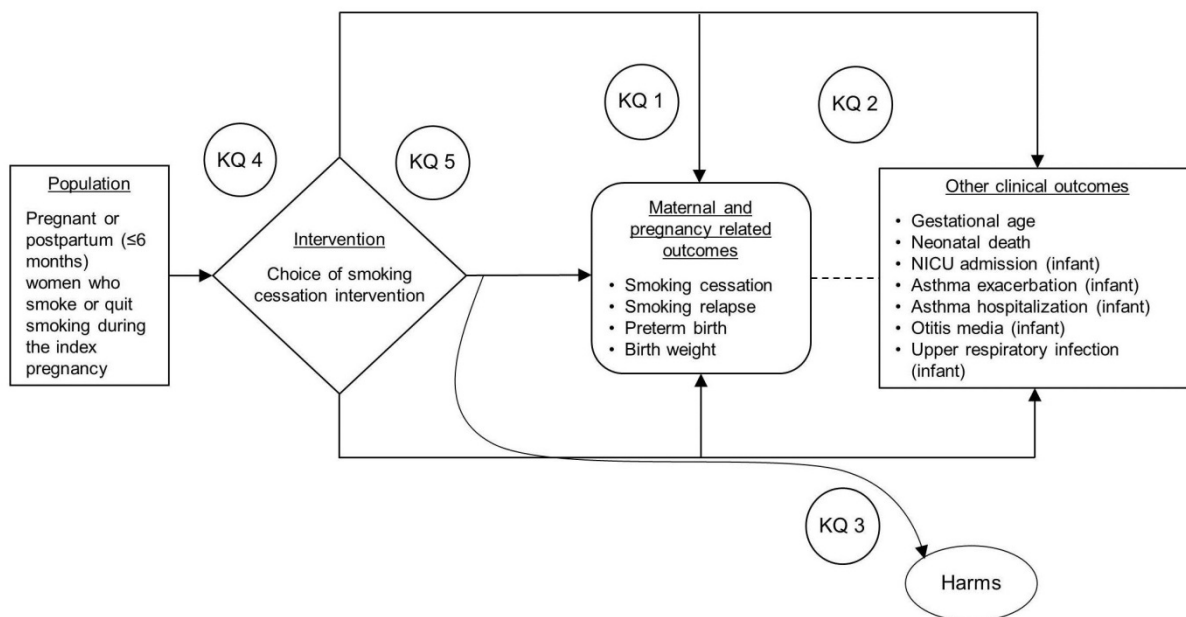 KQ 1
KQ 2
KQ 4
KQ 5
Population
Pregnant or
postpartum (≤6
months)
women who
smoke or quit
smoking during
the index
pregnancy
Intervention
Choice of smoking
cessation intervention
Maternal and
pregnancy related
outcomes
• Smoking cessation
• Smoking relapse
• Preterm birth
• Birth weight
Other clinical outcomes
• Gestational age
• Neonatal death
• NICU admission (infant)
• Asthma exacerbation (infant)
• Asthma hospitalization (infant)
• Otitis media (infant)
• Upper respiratory infection
(infant)
KQ 3
Harms